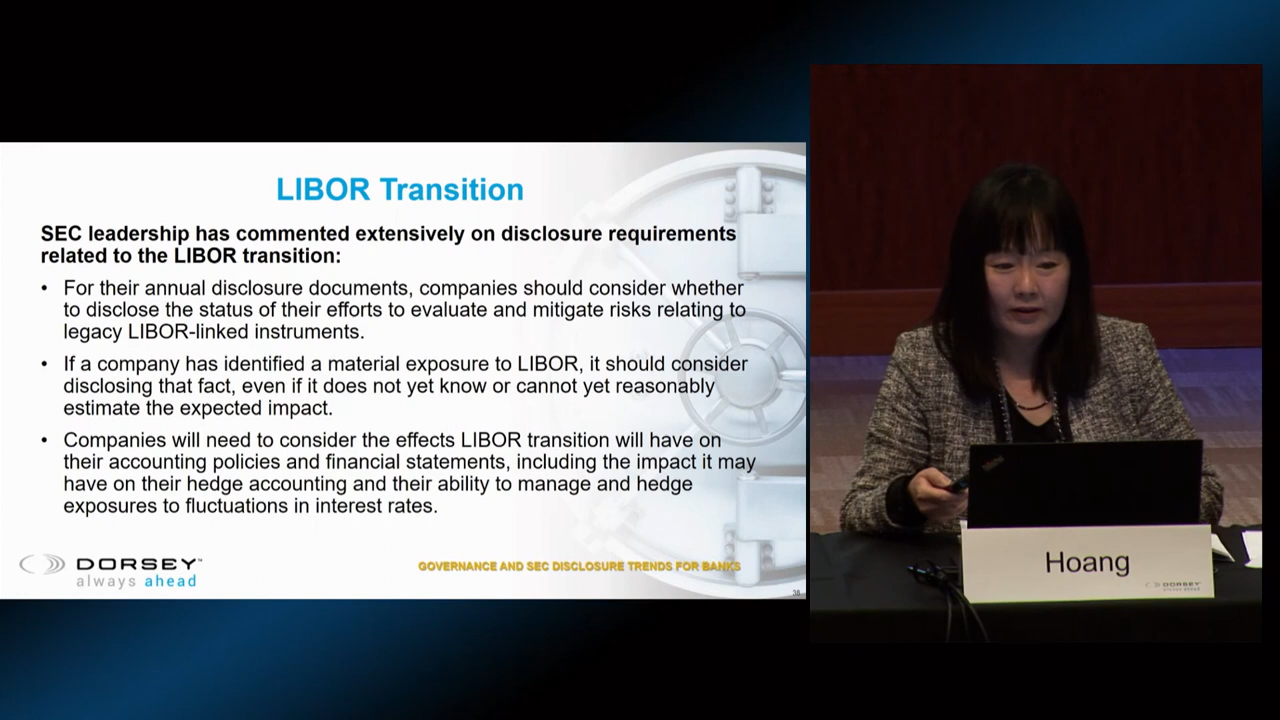 LIBOR Transition
SEC leadership has commented extensively on disclosure requirements
related to the LIBOR transition:
• For their annual disclosure documents, companies should consider whether
to disclose the status of their efforts to evaluate and mitigate risks relating to
legacy LIBOR-linked instruments.
• If a company has identified a material exposure to LIBOR, it should consider
disclosing that fact, even if it does not yet know or cannot yet reasonably
estimate the expected impact.
• Companies will need to consider the effects LIBOR transition will have on
their accounting policies and financial statements, including the impact it may
have on their hedge accounting and their ability to manage and hedge
exposures to fluctuations in interest rates.
DORSEY™
always ahead
GOVERNANCE AND SEC DISCLOSURE TRENDS FOR BANKS
38
Hoang
DORSEY